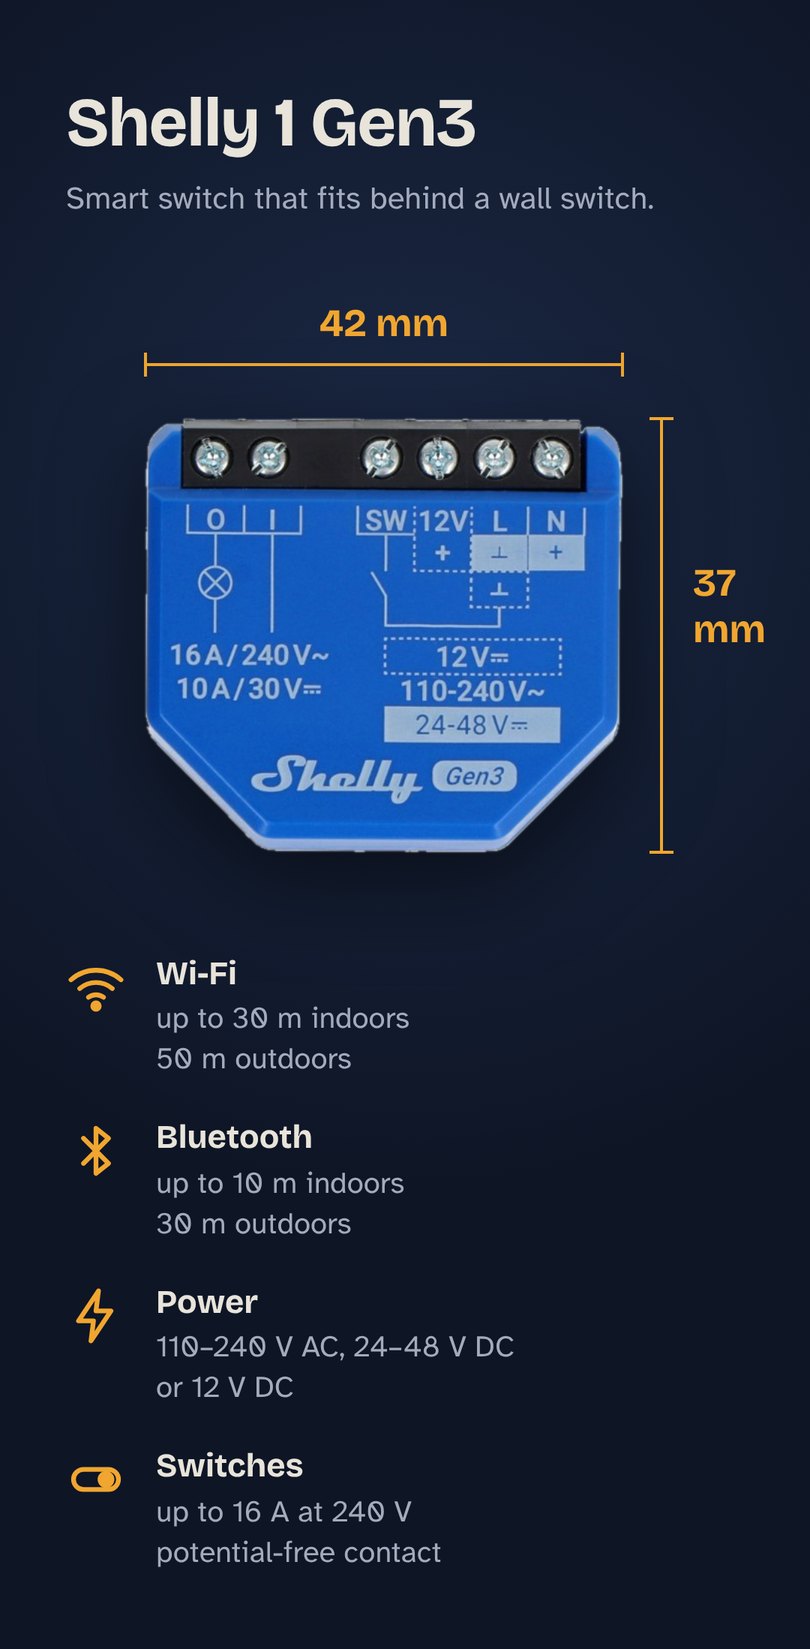 Shelly 1 Gen3
Smart switch that fits behind a wall switch.
42 mm
37
mm
O I SW 12V L N
+ ⊥ +
⊥
16A/240V~
10A/30V⎓
12V⎓
110-240V~
24-48V⎓
Shelly Gen3
Wi-Fi
up to 30 m indoors
50 m outdoors
Bluetooth
up to 10 m indoors
30 m outdoors
Power
110–240 V AC, 24–48 V DC
or 12 V DC
Switches
up to 16 A at 240 V
potential-free contact